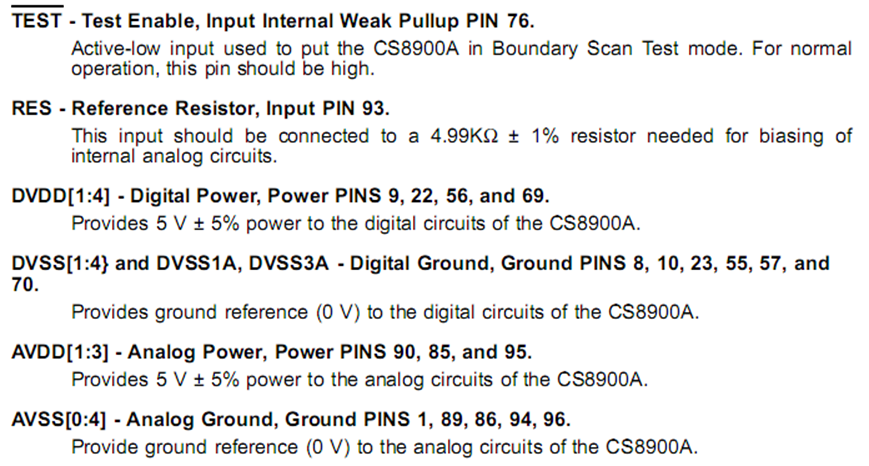 TEST - Test Enable, Input Internal Weak Pullup PIN 76.
Active-low input used to put the CS8900A in Boundary Scan Test mode. For normal
operation, this pin should be high.
RES - Reference Resistor, Input PIN 93.
This input should be connected to a 4.99KΩ ± 1% resistor needed for biasing of
internal analog circuits.
DVDD[1:4] - Digital Power, Power PINS 9, 22, 56, and 69.
Provides 5 V ± 5% power to the digital circuits of the CS8900A.
DVSS[1:4} and DVSS1A, DVSS3A - Digital Ground, Ground PINS 8, 10, 23, 55, 57, and
70.
Provides ground reference (0 V) to the digital circuits of the CS8900A.
AVDD[1:3] - Analog Power, Power PINS 90, 85, and 95.
Provides 5 V ± 5% power to the analog circuits of the CS8900A.
AVSS[0:4] - Analog Ground, Ground PINS 1, 89, 86, 94, 96.
Provide ground reference (0 V) to the analog circuits of the CS8900A.